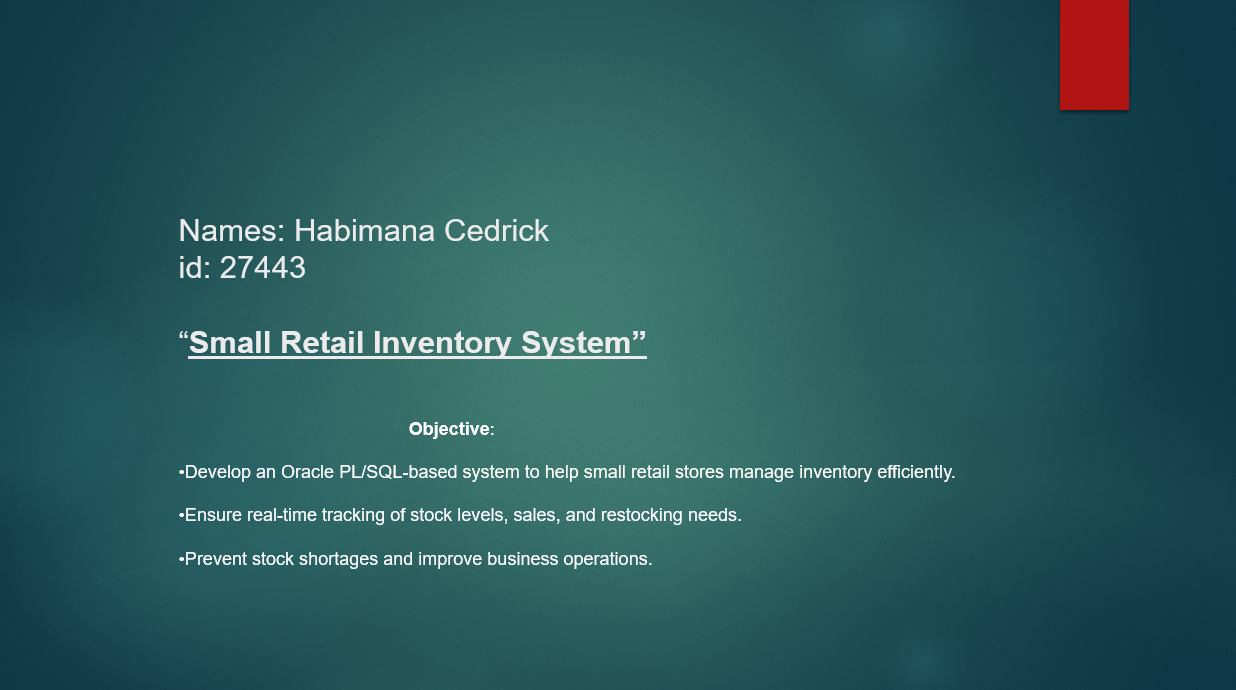 Names: Habimana Cedrick
id: 27443
“Small Retail Inventory System”
Objective:
•Develop an Oracle PL/SQL-based system to help small retail stores manage inventory efficiently.
•Ensure real-time tracking of stock levels, sales, and restocking needs.
•Prevent stock shortages and improve business operations.